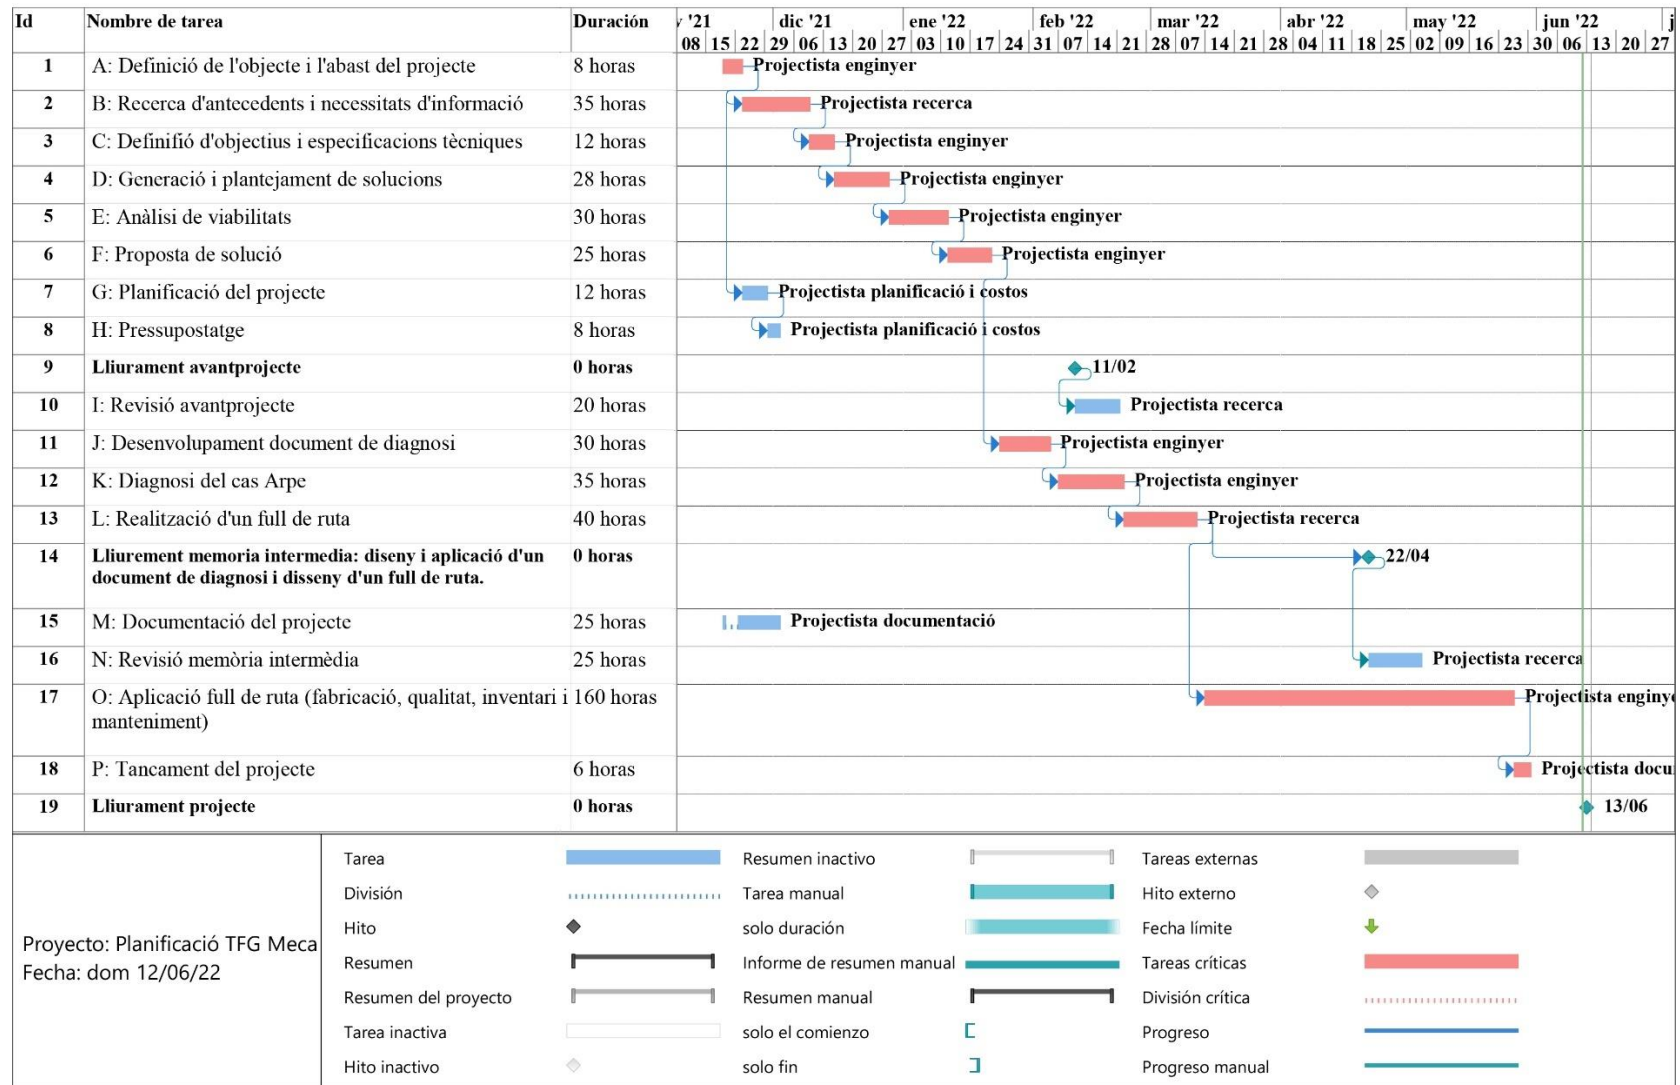 Id Nombre de tarea Duración v '21 dic '21 ene '22 feb '22 mar '22 abr '22 may '22 jun '22 j
08 15 22 29 06 13 20 27 03 10 17 24 31 07 14 21 28 07 14 21 28 04 11 18 25 02 09 16 23 30 06 13 20 27
1 A: Definició de l'objecte i l'abast del projecte 8 horas Projectista enginyer
2 B: Recerca d'antecedents i necessitats d'informació 35 horas Projectista recerca
3 C: Definifió d'objectius i especificacions tècniques 12 horas Projectista enginyer
4 D: Generació i plantejament de solucions 28 horas Projectista enginyer
5 E: Anàlisi de viabilitats 30 horas Projectista enginyer
6 F: Proposta de solució 25 horas Projectista enginyer
7 G: Planificació del projecte 12 horas Projectista planificació i costos
8 H: Pressupostatge 8 horas Projectista planificació i costos
9 Lliurament avantprojecte 0 horas 11/02
10 I: Revisió avantprojecte 20 horas Projectista recerca
11 J: Desenvolupament document de diagnosi 30 horas Projectista enginyer
12 K: Diagnosi del cas Arpe 35 horas Projectista enginyer
13 L: Realització d'un full de ruta 40 horas Projectista recerca
14 Lliurement memoria intermedia: diseny i aplicació d'un 0 horas 22/04
document de diagnosi i disseny d'un full de ruta.
15 M: Documentació del projecte 25 horas Projectista documentació
16 N: Revisió memòria intermèdia 25 horas Projectista recerca
17 O: Aplicació full de ruta (fabricació, qualitat, inventari i 160 horas Projectista enginye
manteniment)
18 P: Tancament del projecte 6 horas Projectista docu
19 Lliurament projecte 0 horas 13/06
Proyecto: Planificació TFG Meca
Fecha: dom 12/06/22
Tarea Resumen inactivo Tareas externas
División Tarea manual Hito externo
Hito solo duración Fecha límite
Resumen Informe de resumen manual Tareas críticas
Resumen del proyecto Resumen manual División crítica
Tarea inactiva solo el comienzo Progreso
Hito inactivo solo fin Progreso manual